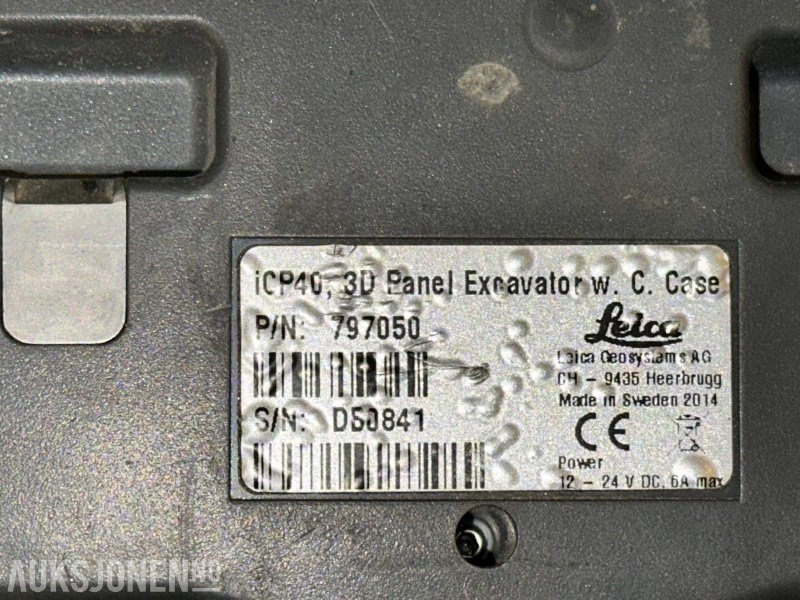 iCP40, 3D Panel Excavator w. C. Case
P/N: 797050
Leica
Leica Geosystems AG
CH - 9435 Heerbrugg
Made in Sweden 2014
S/N: D50841
CE
Power
12 - 24 V DC, 6A max
AUKSJONEN.NO